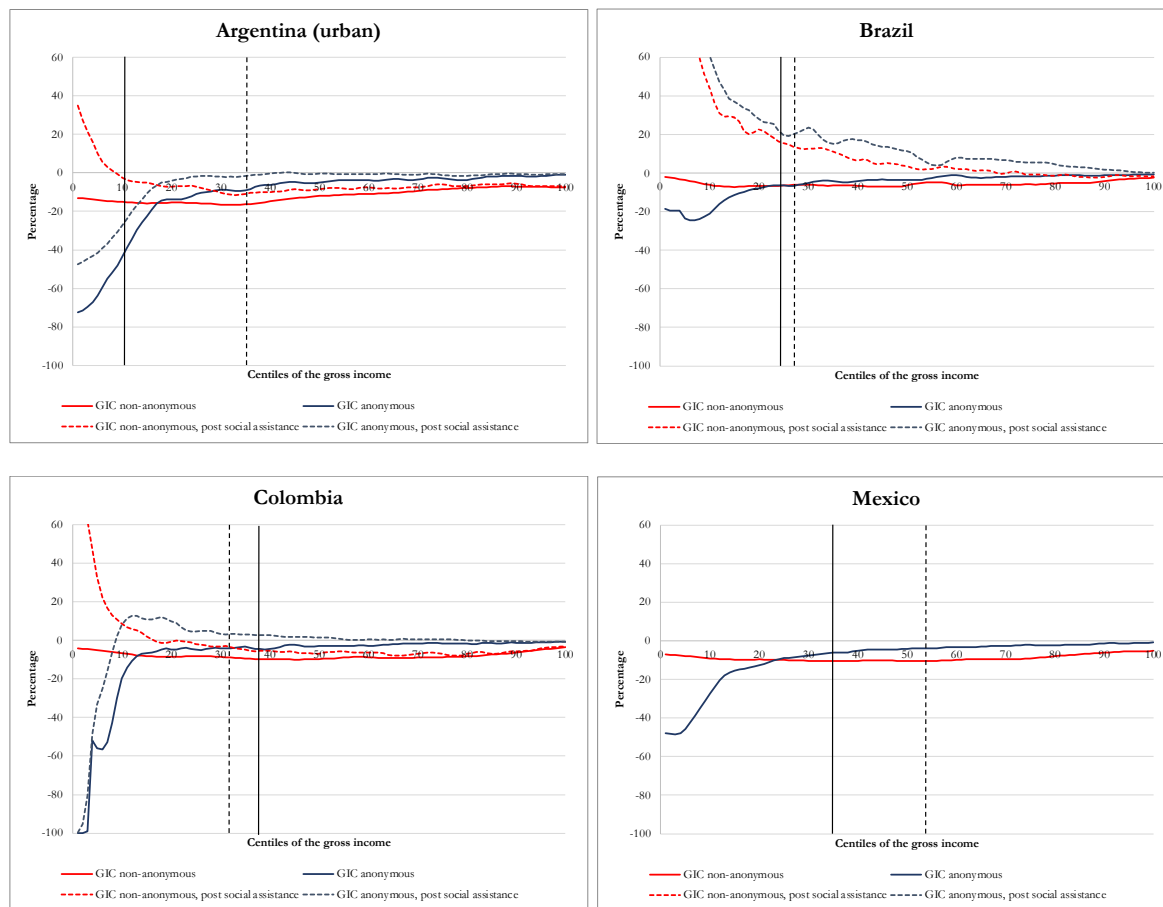 Argentina (urban)
60
40
20
0
-20
-40
-60
-80
-100
0 10 20 30 40 50 60 70 80 90 100
Percentage
Centiles of the gross income
GIC non-anonymous
GIC anonymous
GIC non-anonymous, post social assistance
GIC anonymous, post social assistance
Brazil
60
40
20
0
-20
-40
-60
-80
-100
0 10 20 30 40 50 60 70 80 90 100
Percentage
Centiles of the gross income
GIC non-anonymous
GIC anonymous
GIC non-anonymous, post social assistance
GIC anonymous, post social assistance
Colombia
60
40
20
0
-20
-40
-60
-80
-100
0 10 20 30 40 50 60 70 80 90 100
Percentage
Centiles of the gross income
GIC non-anonymous
GIC anonymous
GIC non-anonymous, post social assistance
GIC anonymous, post social assistance
Mexico
60
40
20
0
-20
-40
-60
-80
-100
0 10 20 30 40 50 60 70 80 90 100
Percentage
Centiles of the gross income
GIC non-anonymous
GIC anonymous
GIC non-anonymous, post social assistance
GIC anonymous, post social assistance